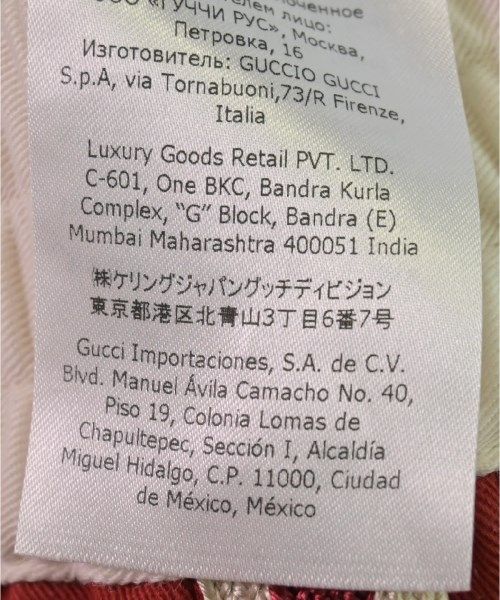 лицо:
ООО «ГУЧЧИ РУС», Москва,
Петровка, 16
Изготовитель: GUCCIO GUCCI
S.p.A, via Tornabuoni,73/R Firenze,
Italia
Luxury Goods Retail PVT. LTD.
C-601, One BKC, Bandra Kurla
Complex, “G” Block, Bandra (E)
Mumbai Maharashtra 400051 India
㈱ケリングジャパングッチディビジョン
東京都港区北青山3丁目6番7号
Gucci Importaciones, S.A. de C.V.
Blvd. Manuel Ávila Camacho No. 40,
Piso 19, Colonia Lomas de
Chapultepec, Sección I, Alcaldía
Miguel Hidalgo, C.P. 11000, Ciudad
de México, México